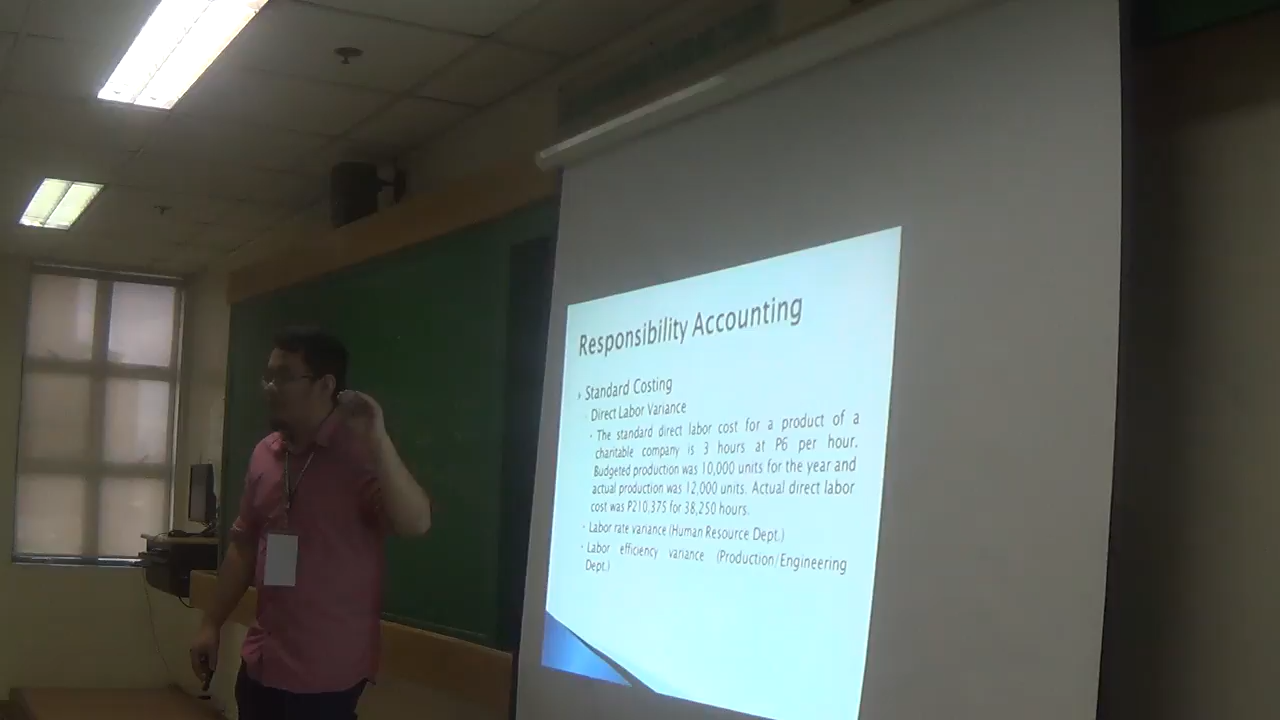 Responsibility Accounting
Standard Costing
Direct Labor Variance
The standard direct labor cost for a product of a
charitable company is 3 hours at P6 per hour.
Budgeted production was 10,000 units for the year and
actual production was 12,000 units. Actual direct labor
cost was P210,375 for 38,250 hours.
Labor rate variance (Human Resource Dept.)
Labor efficiency variance (Production/Engineering
Dept.)